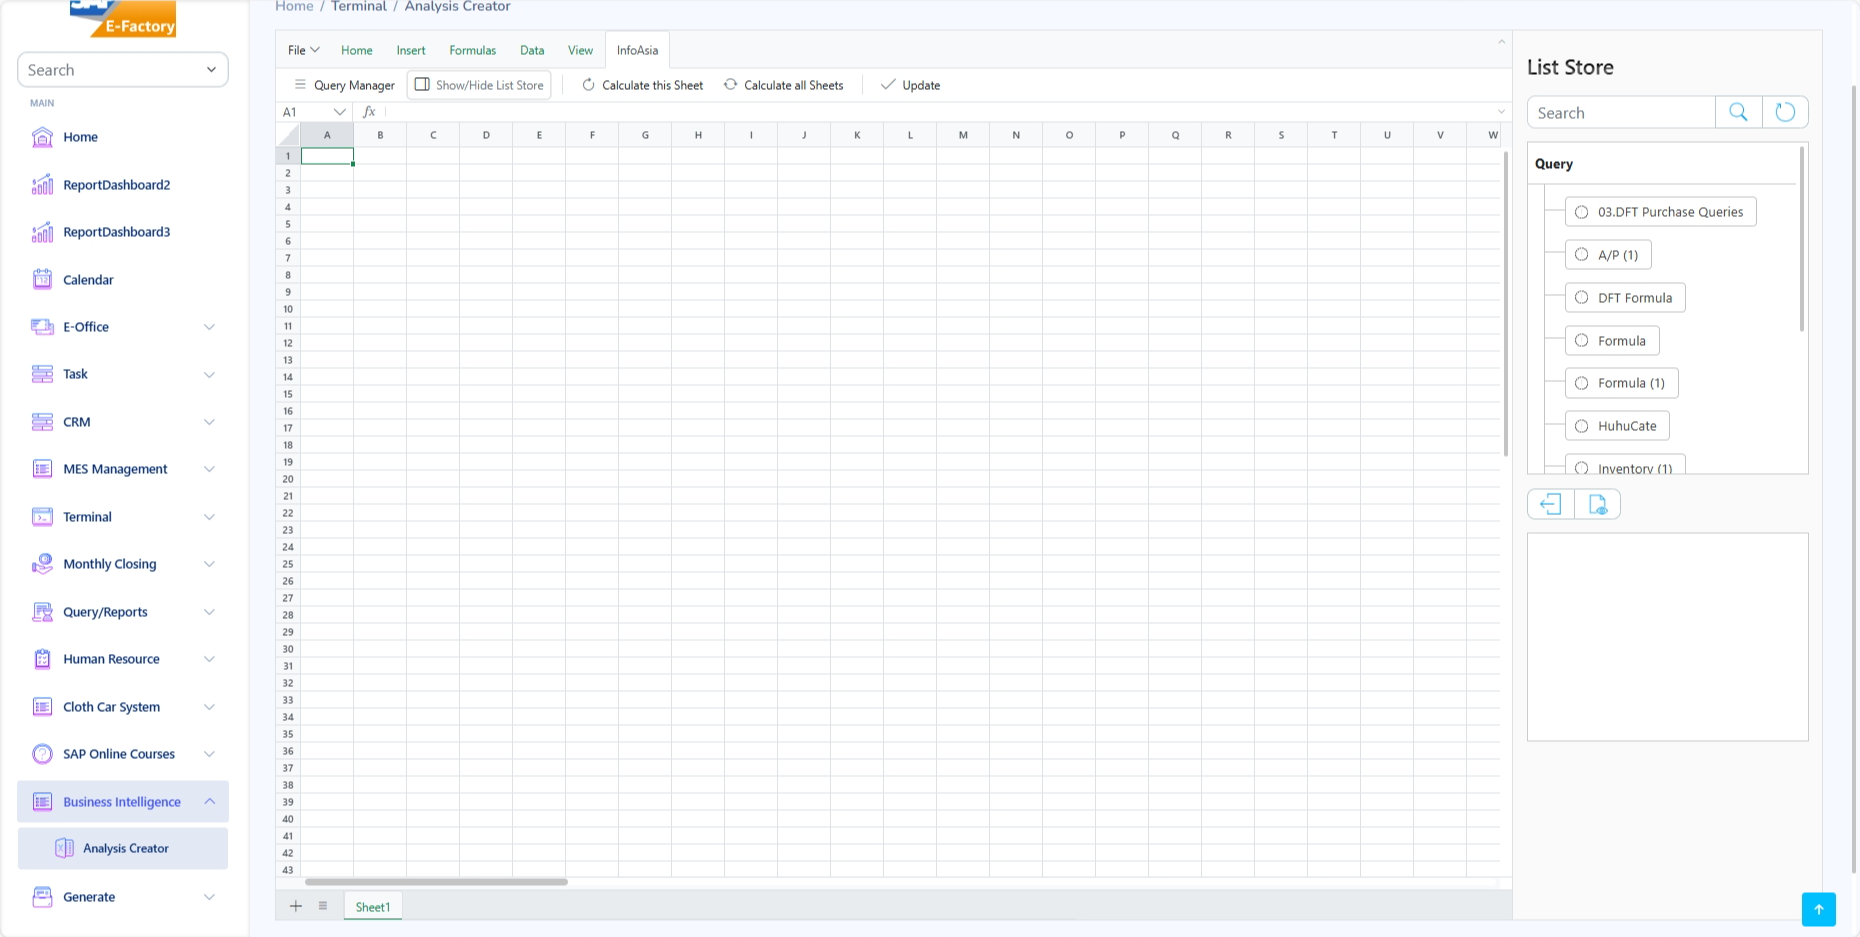 Home / Terminal / Analysis Creator
SAP
E-Factory
Search
MAIN
Home
ReportDashboard2
ReportDashboard3
Calendar
E-Office
Task
CRM
MES Management
Terminal
Monthly Closing
Query/Reports
Human Resource
Cloth Car System
SAP Online Courses
Business Intelligence
Analysis Creator
Generate
File Home Insert Formulas Data View InfoAsia
Query Manager Show/Hide List Store Calculate this Sheet Calculate all Sheets Update
A1 fx
A B C D E F G H I J K L M N O P Q R S T U V W
1
2
3
4
5
6
7
8
9
10
11
12
13
14
15
16
17
18
19
20
21
22
23
24
25
26
27
28
29
30
31
32
33
34
35
36
37
38
39
40
41
42
43
Sheet1
List Store
Search
Query
03.DFT Purchase Queries
A/P (1)
DFT Formula
Formula
Formula (1)
HuhuCate
Inventory (1)